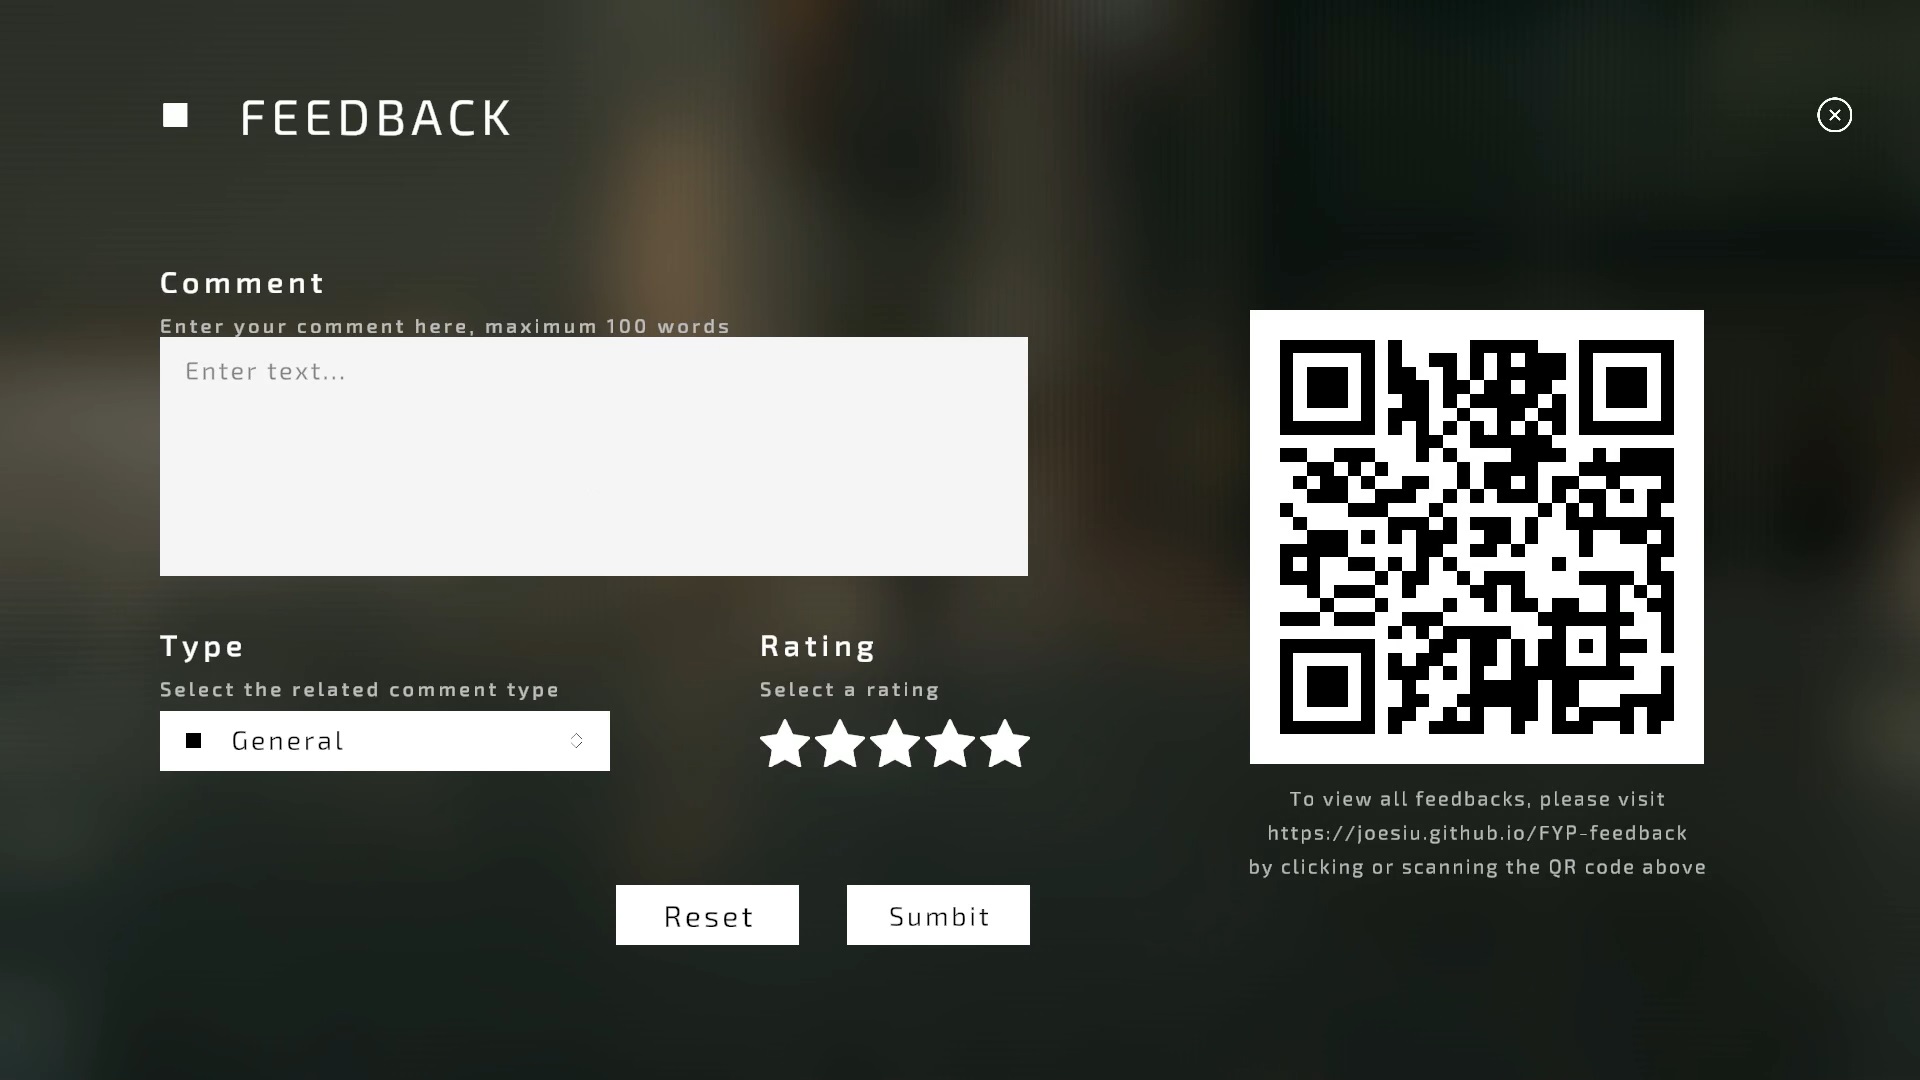 FEEDBACK
Comment
Enter your comment here, maximum 100 words
Enter text...
Type
Select the related comment type
General
Rating
Select a rating
Reset
Sumbit
To view all feedbacks, please visit
https://joesiu.github.io/FYP-feedback
by clicking or scanning the QR code above